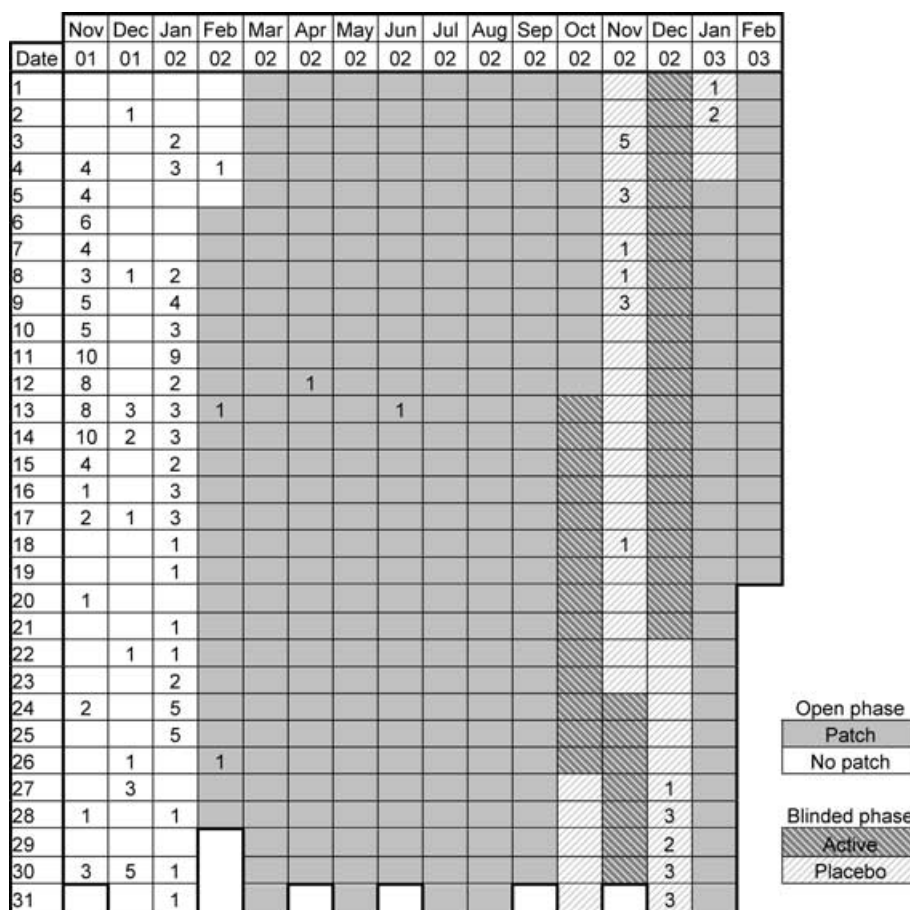 Nov Dec Jan Feb Mar Apr May Jun Jul Aug Sep Oct Nov Dec Jan Feb
Date 01 01 02 02 02 02 02 02 02 02 02 02 02 02 03 03
1 1
2 1 2
3 2 5
4 4 3 1
5 4 3
6 6
7 4 1
8 3 1 2 1
9 5 4 3
10 5 3
11 10 9
12 8 2 1
13 8 3 3 1 1
14 10 2 3
15 4 2
16 1 3
17 2 1 3
18 1 1
19 1
20 1
21 1
22 1 1
23 2
24 2 5
25 5
26 1 1
27 3 1
28 1 1 3
29 2
30 3 5 1 3
31 1 3
Open phase
Patch
No patch
Blinded phase
Active
Placebo